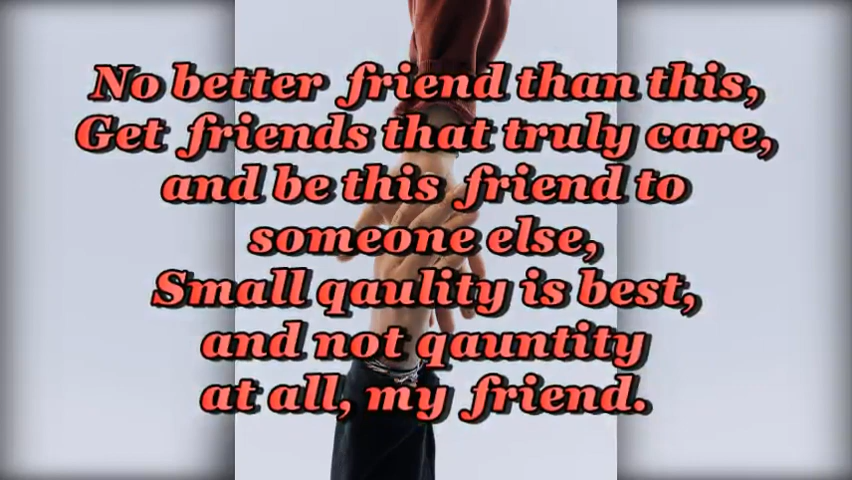 No better friend than this,
Get friends that truly care,
and be this friend to
someone else,
Small qaulity is best,
and not qauntity
at all, my friend.